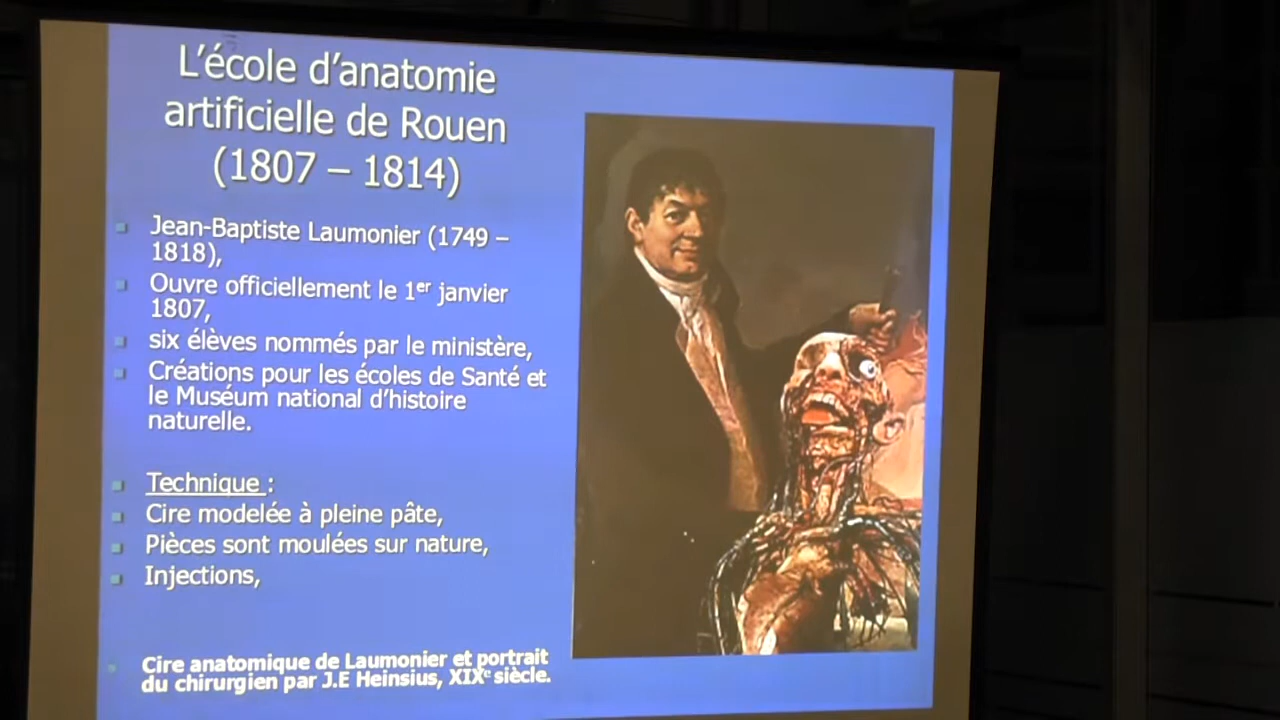 L'école d'anatomie
artificielle de Rouen
(1807 – 1814)
Jean-Baptiste Laumonier (1749 –
1818),
Ouvre officiellement le 1er janvier
1807,
six élèves nommés par le ministère,
Créations pour les écoles de Santé et
le Muséum national d'histoire
naturelle.
Technique :
Cire modelée à pleine pâte,
Pièces sont moulées sur nature,
Injections,
Cire anatomique de Laumonier et portrait
du chirurgien par J.E Heinsius, XIXe siècle.